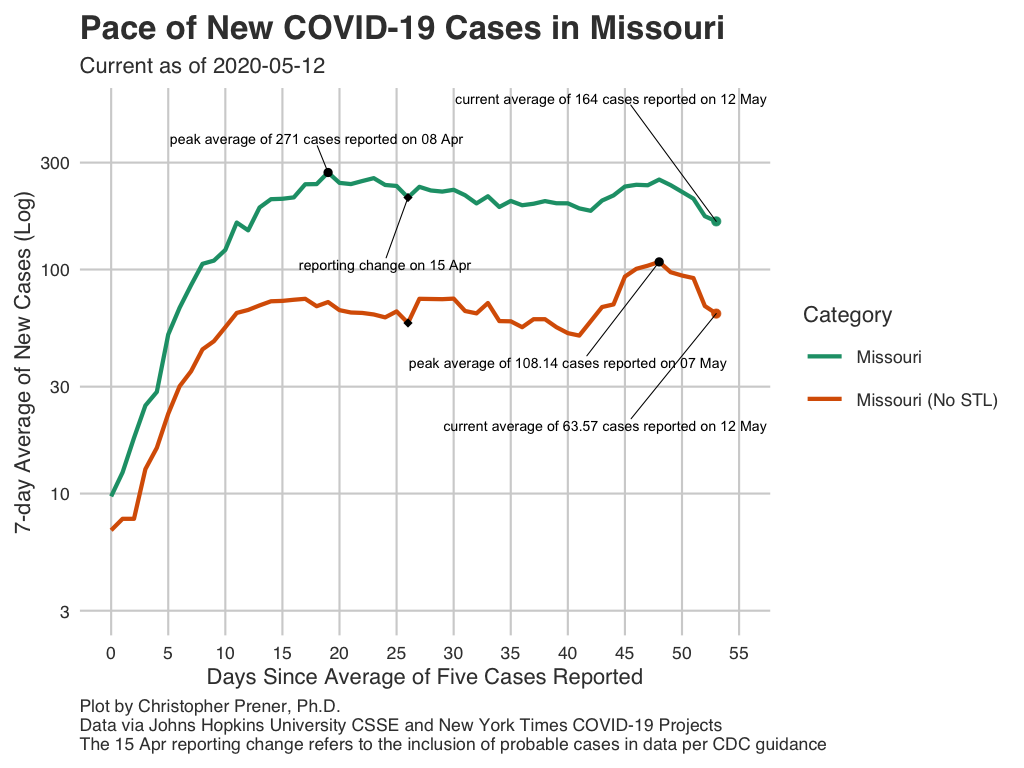 Pace of New COVID-19 Cases in Missouri
Current as of 2020-05-12
current average of 164 cases reported on 12 May
peak average of 271 cases reported on 08 Apr
300
reporting change on 15 Apr
100
peak average of 108.14 cases reported on 07 May
30
current average of 63.57 cases reported on 12 May
10
3
7-day Average of New Cases (Log)
0 5 10 15 20 25 30 35 40 45 50 55
Days Since Average of Five Cases Reported
Category
Missouri
Missouri (No STL)
Plot by Christopher Prener, Ph.D.
Data via Johns Hopkins University CSSE and New York Times COVID-19 Projects
The 15 Apr reporting change refers to the inclusion of probable cases in data per CDC guidance